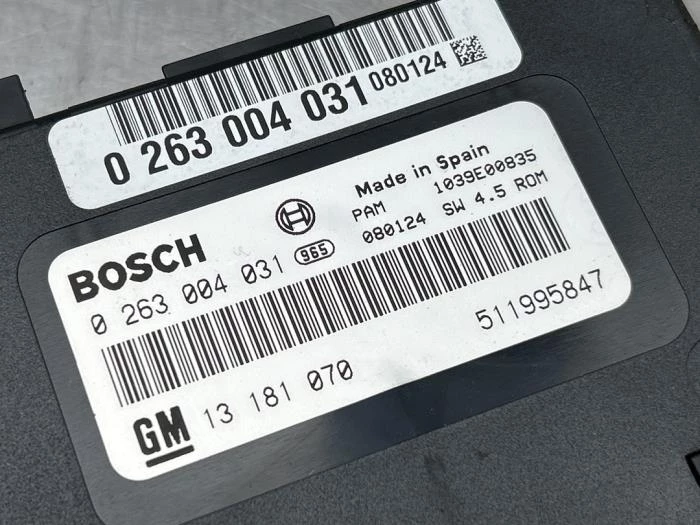 0 263 004 031 080124
Made in Spain
PAM 1039E00835
080124 SW 4.5 ROM
BOSCH
0 263 004 031 965
511995847
GM 13 181 070